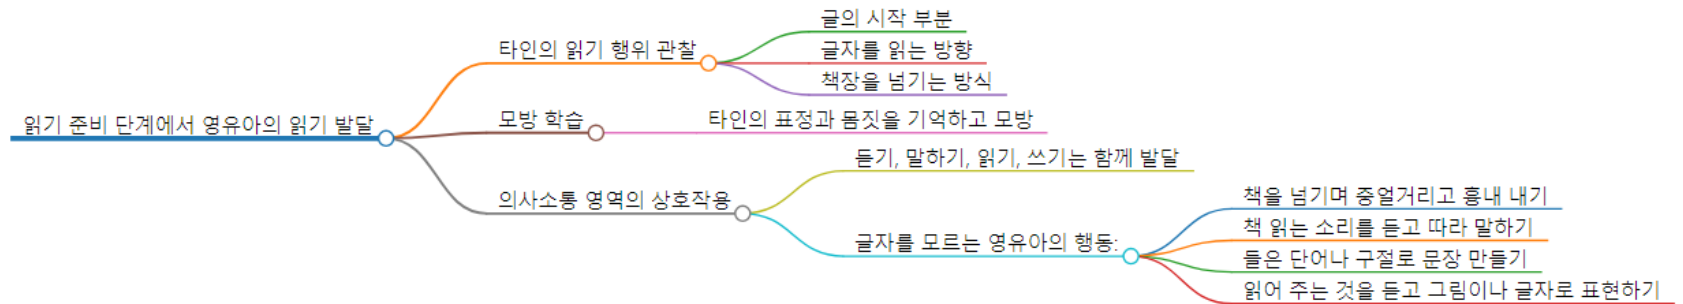 읽기 준비 단계에서 영유아의 읽기 발달
타인의 읽기 행위 관찰
글의 시작 부분
글자를 읽는 방향
책장을 넘기는 방식
모방 학습
타인의 표정과 몸짓을 기억하고 모방
의사소통 영역의 상호작용
듣기, 말하기, 읽기, 쓰기는 함께 발달
글자를 모르는 영유아의 행동:
책을 넘기며 중얼거리고 흉내 내기
책 읽는 소리를 듣고 따라 말하기
들은 단어나 구절로 문장 만들기
읽어 주는 것을 듣고 그림이나 글자로 표현하기